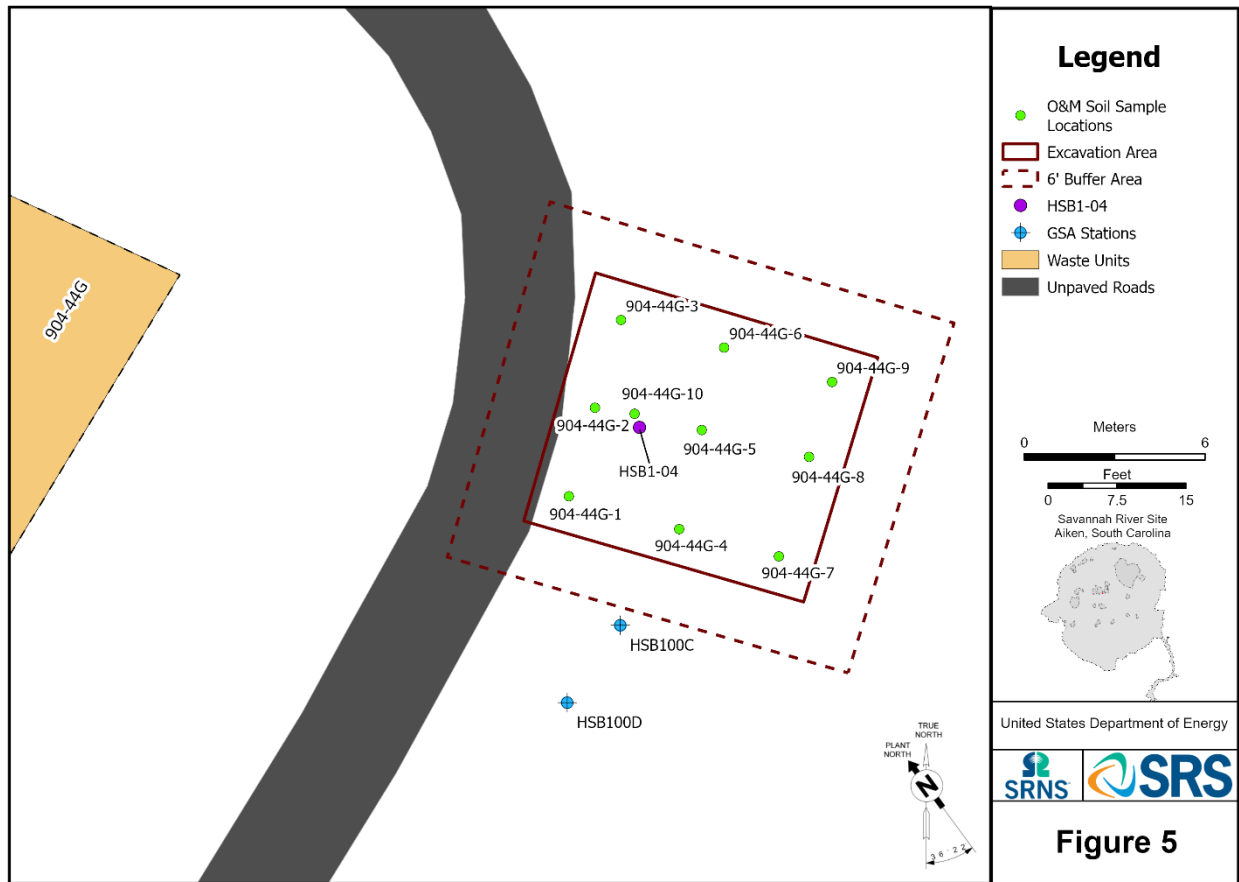 904-44G
904-44G-3
904-44G-6
904-44G-9
904-44G-10
904-44G-2
904-44G-5
HSB1-04
904-44G-8
904-44G-1
904-44G-4
904-44G-7
HSB100C
HSB100D
TRUE
NORTH
PLANT
NORTH
N
36°22'
Legend
O&M Soil Sample
Locations
Excavation Area
6' Buffer Area
HSB1-04
GSA Stations
Waste Units
Unpaved Roads
Meters
0 6
Feet
0 7.5 15
Savannah River Site
Aiken, South Carolina
United States Department of Energy
SRNS
SRS
Figure 5